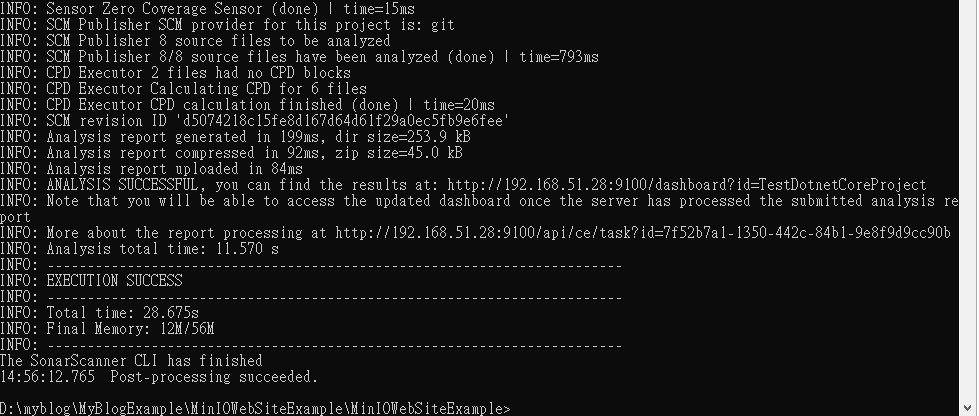 INFO: Sensor Zero Coverage Sensor (done) | time=15ms
INFO: SCM Publisher SCM provider for this project is: git
INFO: SCM Publisher 8 source files to be analyzed
INFO: SCM Publisher 8/8 source files have been analyzed (done) | time=793ms
INFO: CPD Executor 2 files had no CPD blocks
INFO: CPD Executor Calculating CPD for 6 files
INFO: CPD Executor CPD calculation finished (done) | time=20ms
INFO: SCM revision ID 'd5074218c15fe8d167d64d61f29a0ec5fb9e6fee'
INFO: Analysis report generated in 199ms, dir size=253.9 kB
INFO: Analysis report compressed in 92ms, zip size=45.0 kB
INFO: Analysis report uploaded in 84ms
INFO: ANALYSIS SUCCESSFUL, you can find the results at: http://192.168.51.28:9100/dashboard?id=TestDotnetCoreProject
INFO: Note that you will be able to access the updated dashboard once the server has processed the submitted analysis re
port
INFO: More about the report processing at http://192.168.51.28:9100/api/ce/task?id=7f52b7a1-1350-442c-84b1-9e8f9d9cc90b
INFO: Analysis total time: 11.570 s
INFO: ------------------------------------------------------------------------
INFO: EXECUTION SUCCESS
INFO: ------------------------------------------------------------------------
INFO: Total time: 28.675s
INFO: Final Memory: 12M/56M
INFO: ------------------------------------------------------------------------
The SonarScanner CLI has finished
14:56:12.765  Post-processing succeeded.
D:\myblog\MyBlogExample\MinIOWebSiteExample\MinIOWebSiteExample>